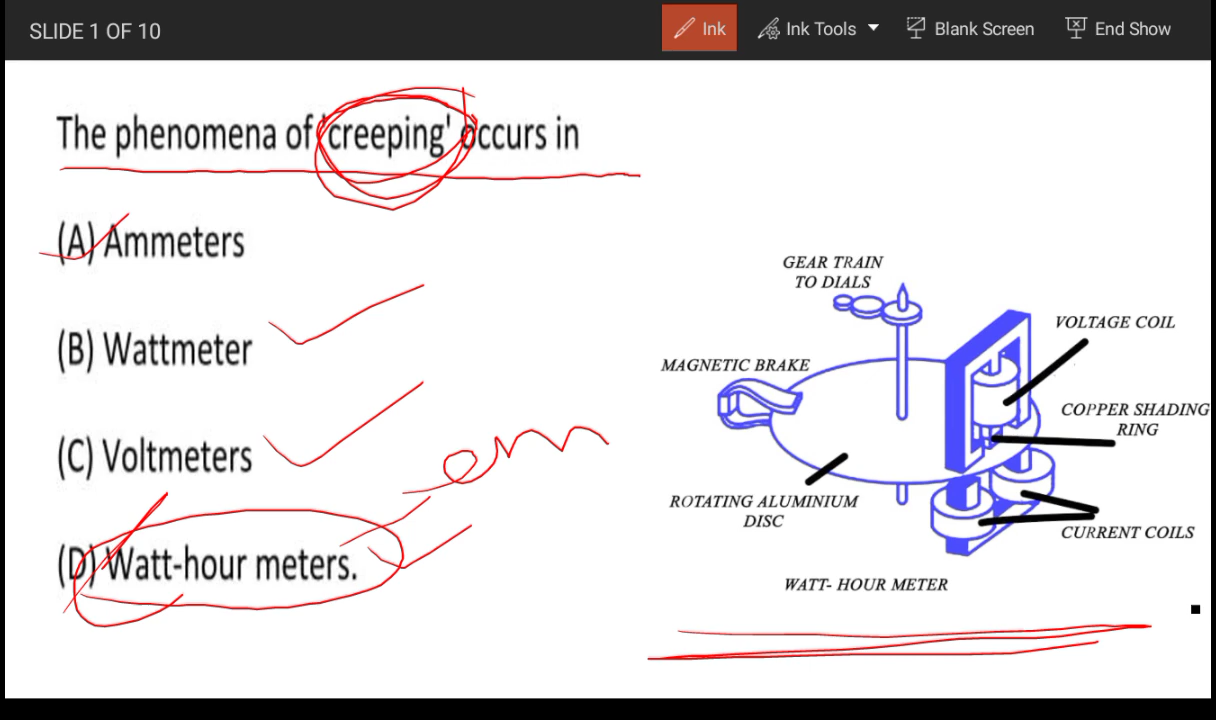 SLIDE 1 OF 10
Ink
Ink Tools
Blank Screen
End Show
The phenomena of 'creeping' occurs in
(A) Ammeters
(B) Wattmeter
(C) Voltmeters
(D) Watt-hour meters.
GEAR TRAIN
TO DIALS
VOLTAGE COIL
MAGNETIC BRAKE
COPPER SHADING
RING
ROTATING ALUMINIUM
DISC
CURRENT COILS
WATT- HOUR METER